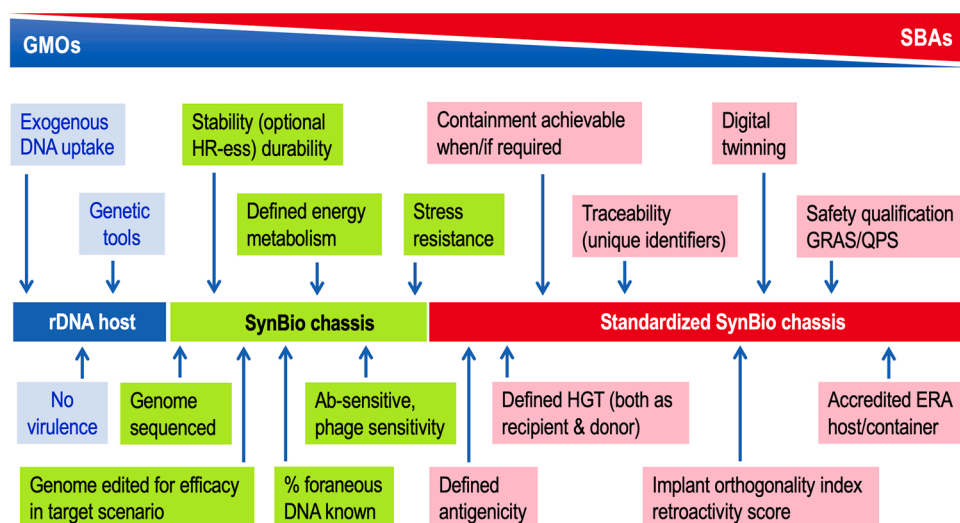 GMOs
SBAs
Exogenous
DNA uptake
Stability (optional
HR-ess) durability
Containment achievable
when/if required
Digital
twinning
Genetic
tools
Defined energy
metabolism
Stress
resistance
Traceability
(unique identifiers)
Safety qualification
GRAS/QPS
rDNA host
SynBio chassis
Standardized SynBio chassis
No
virulence
Genome
sequenced
Ab-sensitive,
phage sensitivity
Defined HGT (both as
recipient & donor)
Accredited ERA
host/container
Genome edited for efficacy
in target scenario
% foraneous
DNA known
Defined
antigenicity
Implant orthogonality index
retroactivity score